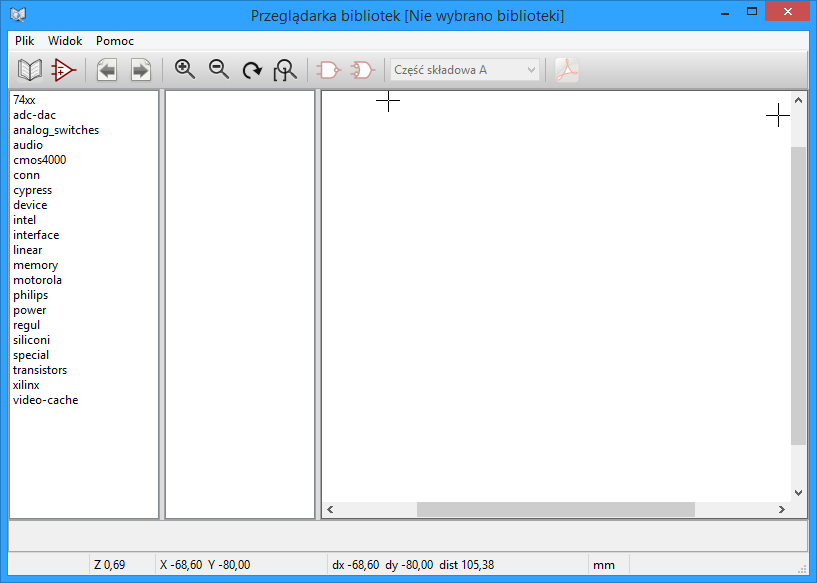 Przeglądarka bibliotek [Nie wybrano biblioteki]
Plik Widok Pomoc
Część składowa A
74xx
adc-dac
analog_switches
audio
cmos4000
conn
cypress
device
intel
interface
linear
memory
motorola
philips
power
regul
siliconi
special
transistors
xilinx
video-cache
Z 0,69 X -68,60 Y -80,00 dx -68,60 dy -80,00 dist 105,38 mm